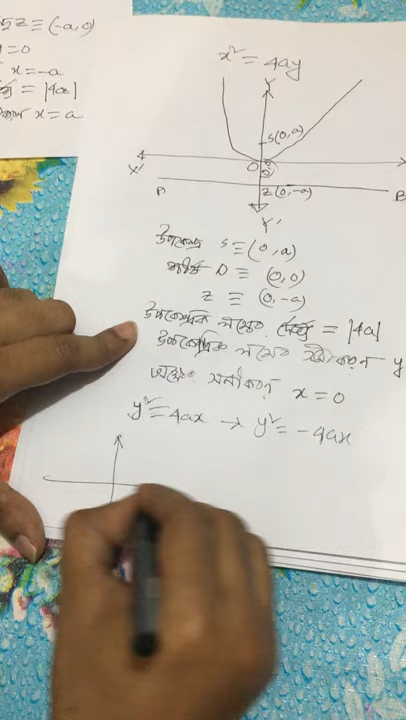 Z ≡ (-a, 0)
= 0
x = -a
= |4a|
x = a
x² = 4ay
Y
S(0, a)
X'
O
Z(0, -a)
B
Y'
উপকেন্দ্র S ≡ (0, a)
শীর্ষ ≡ (0, 0)
Z ≡ (0, -a)
উপকেন্দ্রিক লম্বের = |4a|
উপকেন্দ্রিক লম্বের সমীকরণ y
অক্ষের সমীকরণ x = 0
y² = 4ax → y² = -4ax